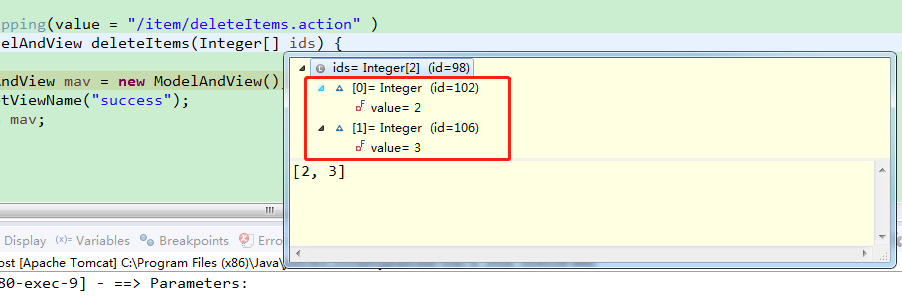 pping(value = "/item/deleteItems.action" )
elAndView deleteItems(Integer[] ids) {
AndView mav = new ModelAndView()
tViewName("success");
mav;
ids= Integer[2] (id=98)
[0]= Integer (id=102)
F value= 2
[1]= Integer (id=106)
F value= 3
[2, 3]
Display (x)= Variables Breakpoints Erro
ost [Apache Tomcat] C:\Program Files (x86)\Java\
80-exec-9] - ==> Parameters: